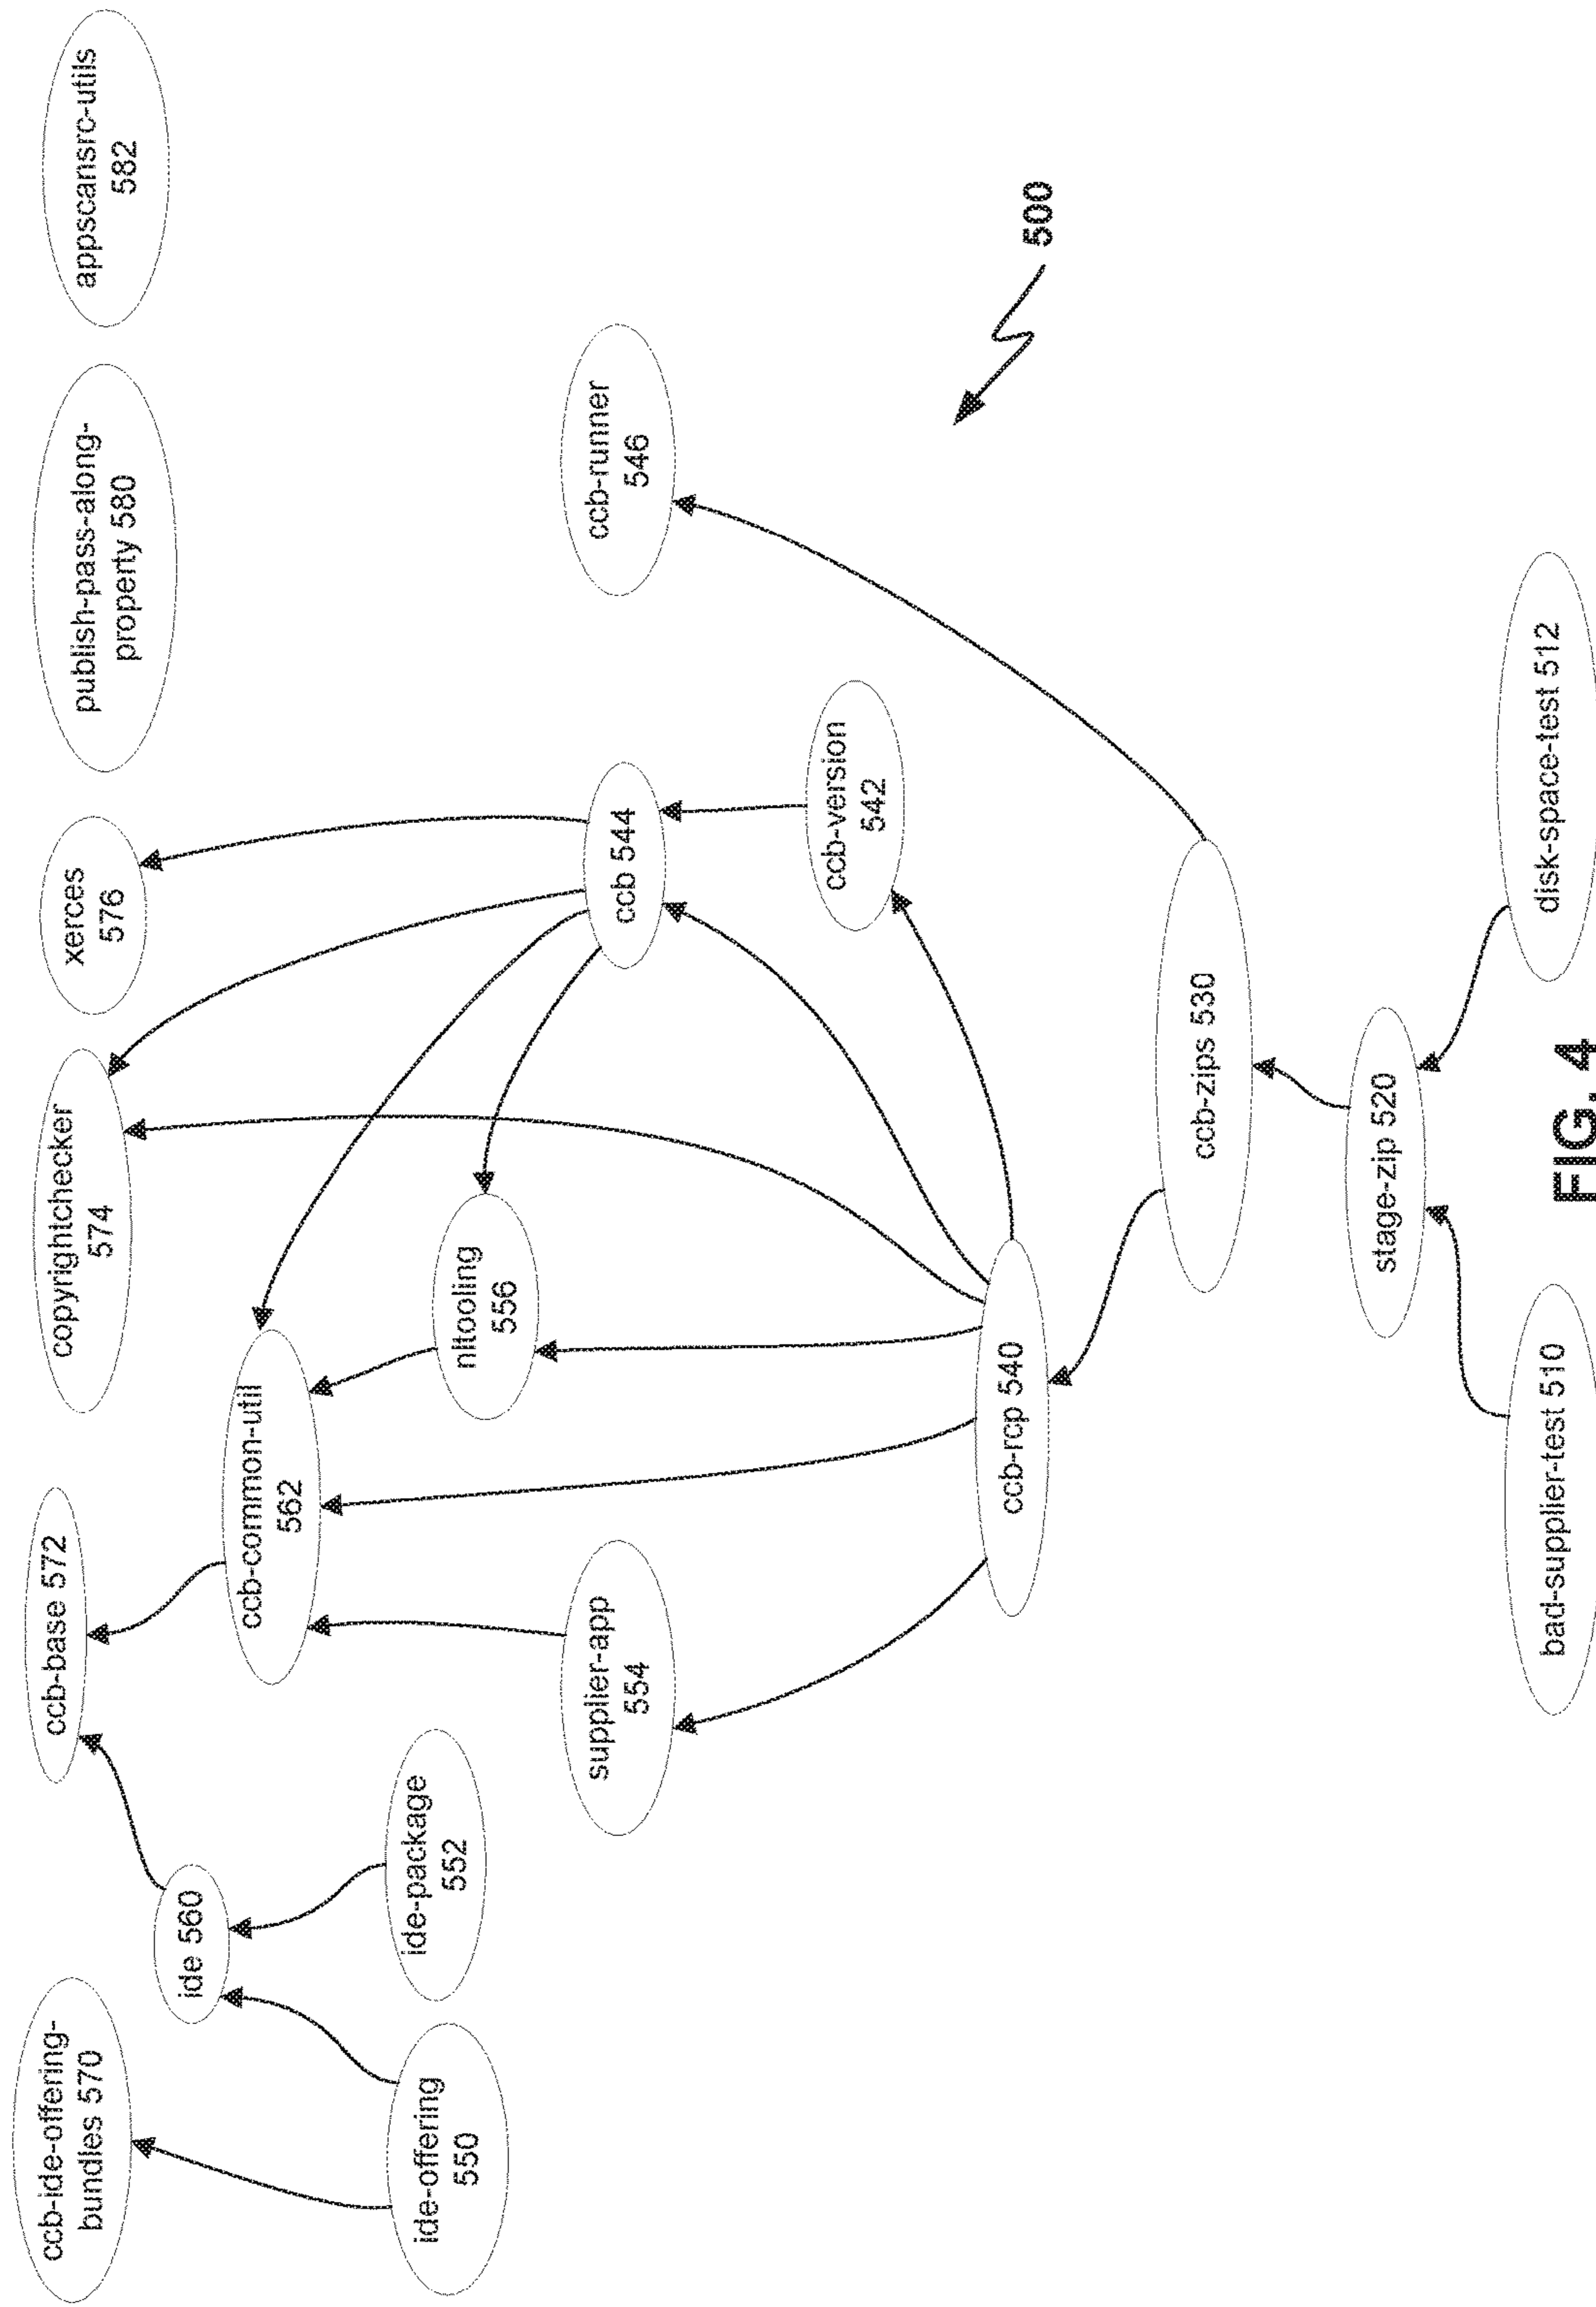 ccb-ide-offering-
bundles 570
ccb-base 572
copyrightchecker
574
xerces
576
publish-pass-along-
property 580
appscansrc-utils
582
ide 560
ccb-common-util
562
ide-offering
550
ide-package
552
nltooling
556
supplier-app
554
ccb 544
ccb-runner
546
ccb-version
542
ccb-rcp 540
500
ccb-zips 530
stage-zip 520
bad-supplier-test 510
disk-space-test 512
FIG. 4